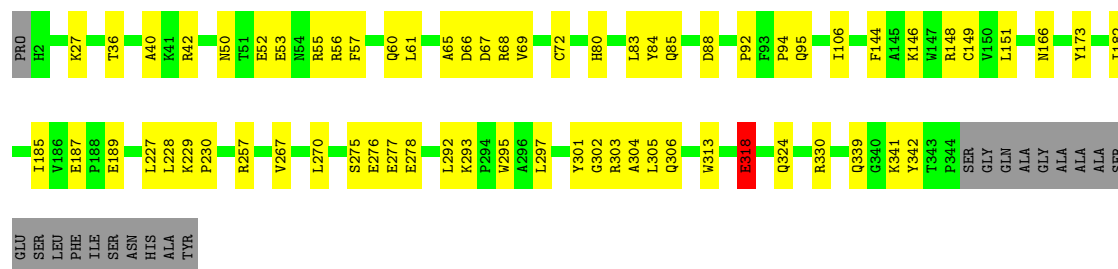 PRO H2 K27 T36 A40 K41 R42 N50 T51 E52 E53 N54 R55 R56 F57 Q60 L61 A65 D66 D67 R68 V69 C72 H80 L83 Y84 Q85 D88 P92 F93 P94 Q95 I106 F144 A145 K146 W147 R148 C149 V150 L151 N166 Y173 I182
I185 V186 E187 P188 E189 L227 L228 K229 P230 R257 V267 L270 S275 E276 E277 E278 L292 K293 P294 W295 A296 L297 Y301 G302 R303 A304 L305 Q306 W313 E318 Q324 R330 Q339 G340 K341 Y342 T343 P344 SER GLY GLN ALA GLY ALA ALA ALA SER
GLU SER LEU PHE ILE SER ASN HIS ALA TYR